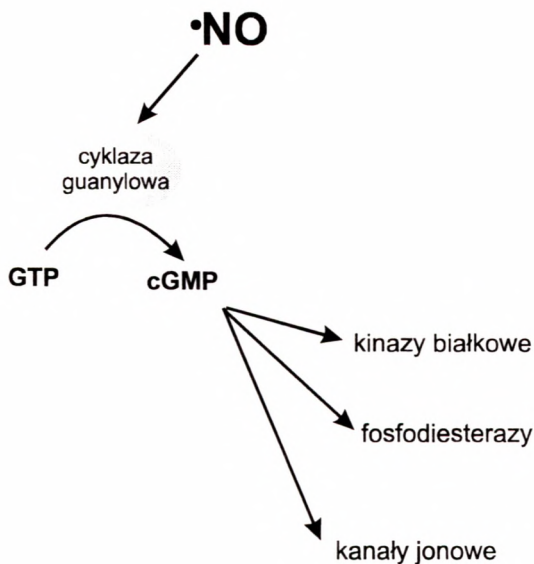 •NO
cyklaza
guanylowa
GTP
cGMP
kinazy białkowe
fosfodiesterazy
kanały jonowe